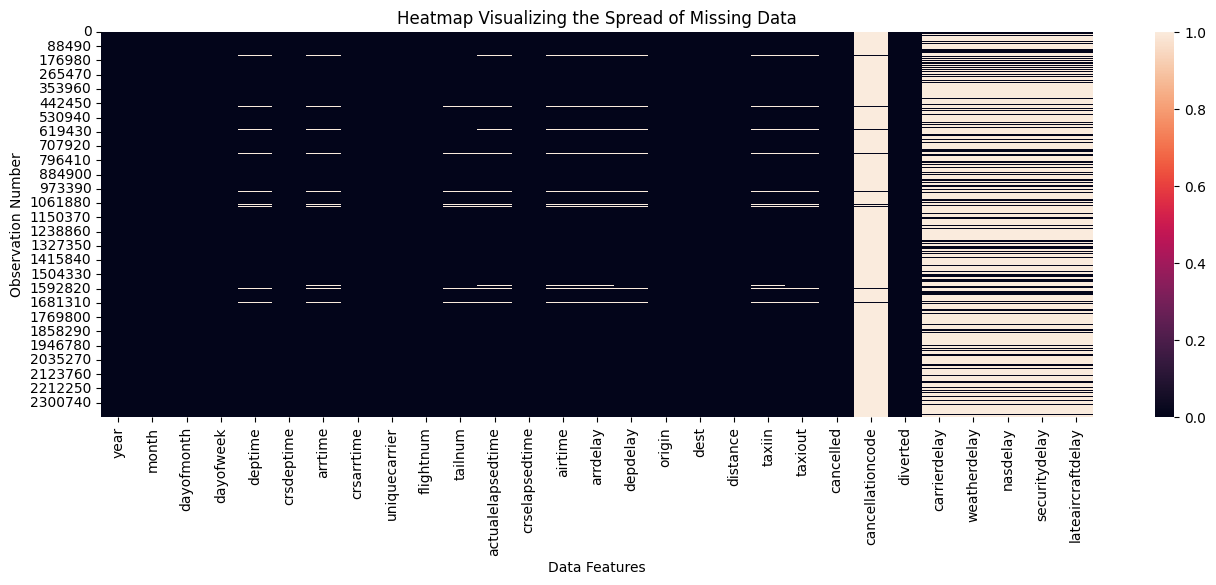 Heatmap Visualizing the Spread of Missing Data
Observation Number
0
88490
176980
265470
353960
442450
530940
619430
707920
796410
884900
973390
1061880
1150370
1238860
1327350
1415840
1504330
1592820
1681310
1769800
1858290
1946780
2035270
2123760
2212250
2300740
year
month
dayofmonth
dayofweek
deptime
crsdeptime
arrtime
crsarrtime
uniquecarrier
flightnum
tailnum
actualelapsedtime
crselapsedtime
airtime
arrdelay
depdelay
origin
dest
distance
taxiin
taxiout
cancelled
cancellationcode
diverted
carrierdelay
weatherdelay
nasdelay
securitydelay
lateaircraftdelay
Data Features
1.0
0.8
0.6
0.4
0.2
0.0